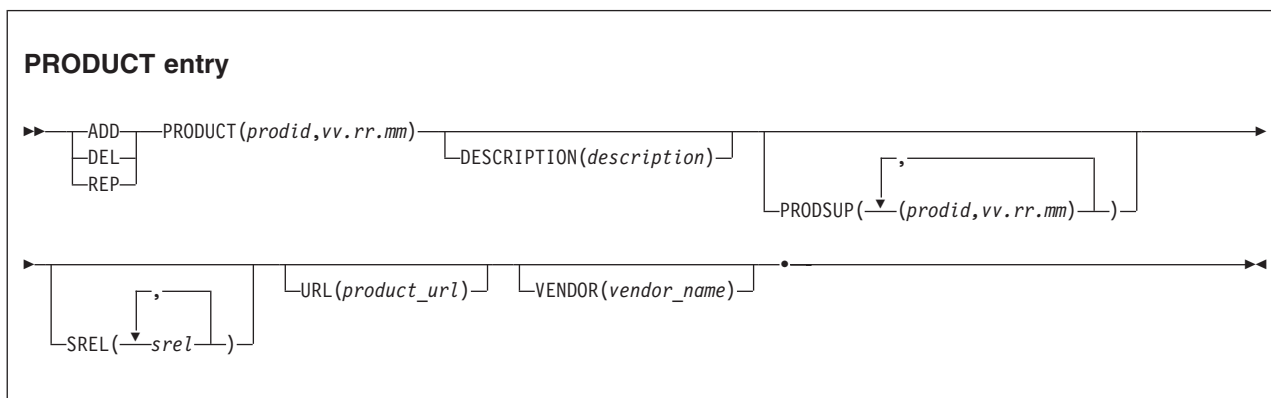 PRODUCT entry
ADD PRODUCT(prodid,vv.rr.mm)
DEL
REP
DESCRIPTION(description)
,
PRODSUP( (prodid,vv.rr.mm) )
,
SREL( srel )
URL(product_url)
VENDOR(vendor_name)
.